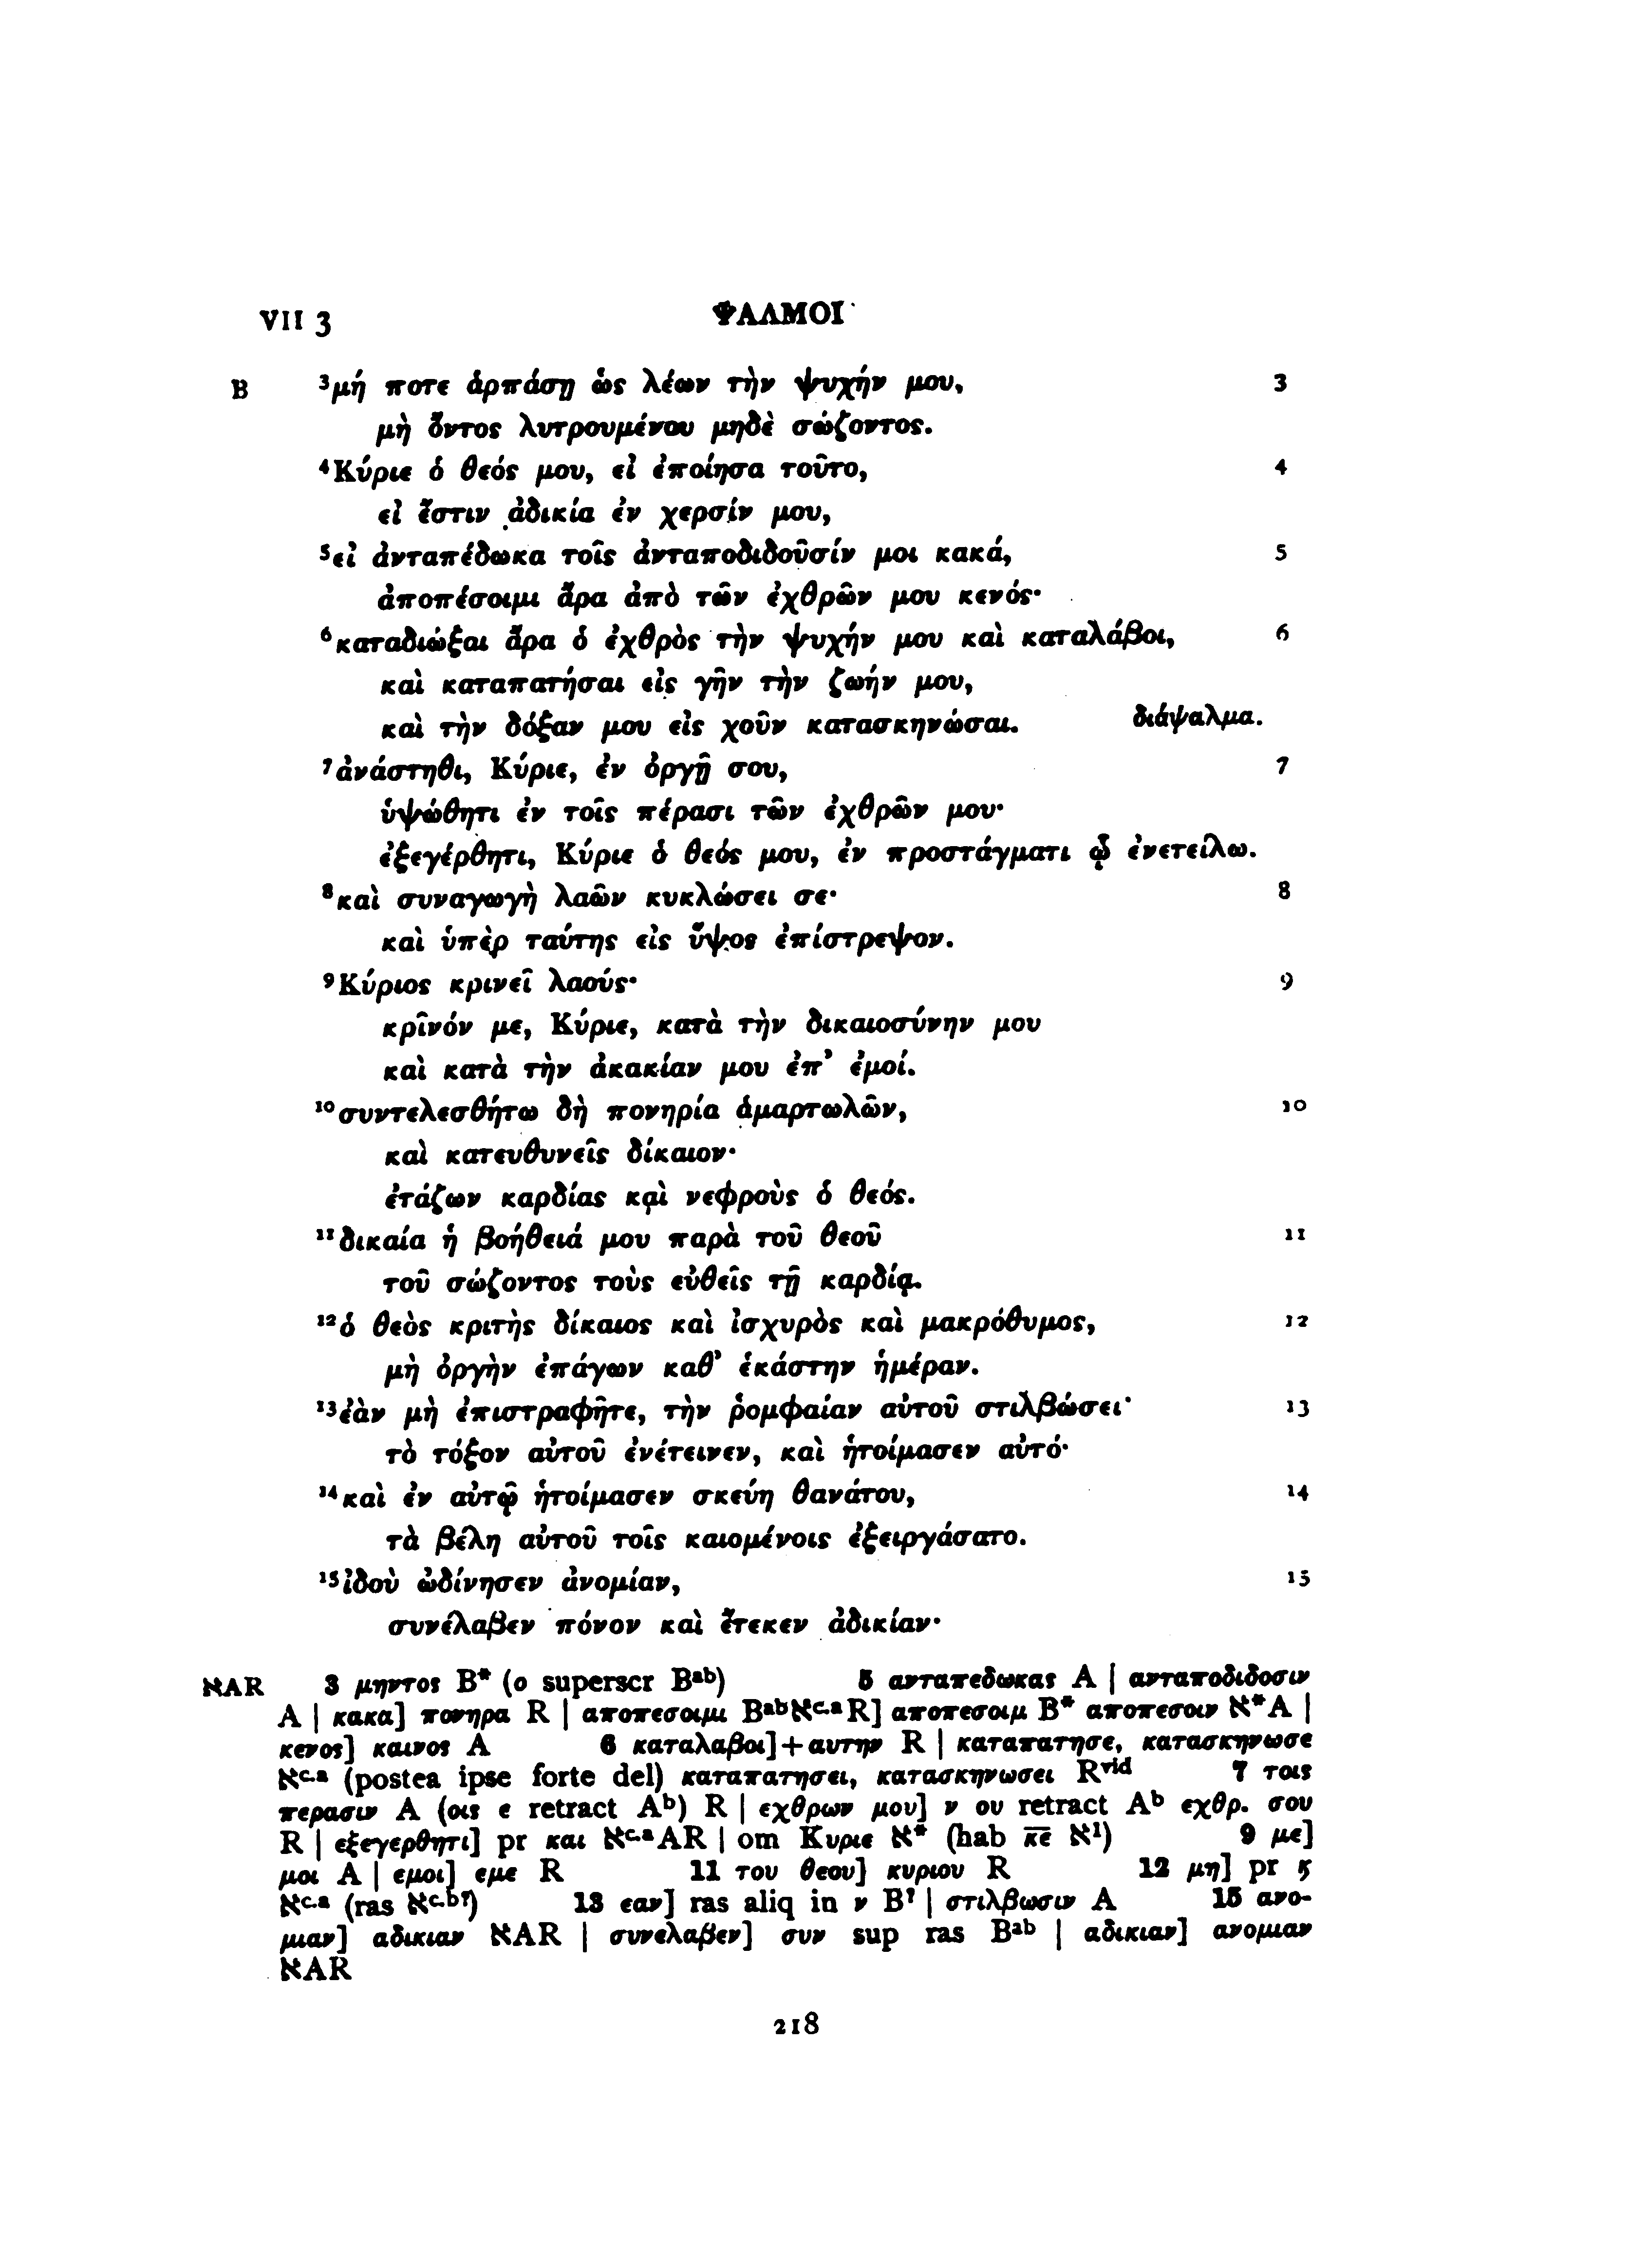 VII 3 ΨΑΛΜΟΙ
B ³μή ποτε ἁρπάσῃ ὡς λέων τὴν ψυχήν μου, 3
μὴ ὄντος λυτρουμένου μηδὲ σώζοντος.
⁴Κύριε ὁ θεός μου, εἰ ἐποίησα τοῦτο, 4
εἰ ἔστιν ἀδικία ἐν χερσίν μου,
⁵εἰ ἀνταπέδωκα τοῖς ἀνταποδιδοῦσίν μοι κακά, 5
ἀποπέσοιμι ἄρα ἀπὸ τῶν ἐχθρῶν μου κενός·
⁶καταδιώξαι ἄρα ὁ ἐχθρὸς τὴν ψυχήν μου καὶ καταλάβοι, 6
καὶ καταπατήσαι εἰς γῆν τὴν ζωήν μου,
καὶ τὴν δόξαν μου εἰς χοῦν κατασκηνώσαι. διάψαλμα.
⁷ἀνάστηθι, Κύριε, ἐν ὀργῇ σου, 7
ὑψώθητι ἐν τοῖς πέρασι τῶν ἐχθρῶν μου·
ἐξεγέρθητι, Κύριε ὁ θεός μου, ἐν προστάγματι ᾧ ἐνετείλω.
⁸καὶ συναγωγὴ λαῶν κυκλώσει σε· 8
καὶ ὑπὲρ ταύτης εἰς ὕψος ἐπίστρεψον.
⁹Κύριος κρινεῖ λαούς· 9
κρῖνόν με, Κύριε, κατὰ τὴν δικαιοσύνην μου
καὶ κατὰ τὴν ἀκακίαν μου ἐπ’ ἐμοί.
¹⁰συντελεσθήτω δὴ πονηρία ἁμαρτωλῶν, 10
καὶ κατευθυνεῖς δίκαιον·
ἐτάζων καρδίας καὶ νεφροὺς ὁ θεός.
¹¹δικαία ἡ βοήθειά μου παρὰ τοῦ θεοῦ 11
τοῦ σώζοντος τοὺς εὐθεῖς τῇ καρδίᾳ.
¹²ὁ θεὸς κριτὴς δίκαιος καὶ ἰσχυρὸς καὶ μακρόθυμος, 12
μὴ ὀργὴν ἐπάγων καθ’ ἑκάστην ἡμέραν.
¹³ἐὰν μὴ ἐπιστραφῆτε, τὴν ῥομφαίαν αὐτοῦ στιλβώσει· 13
τὸ τόξον αὐτοῦ ἐνέτεινεν, καὶ ἡτοίμασεν αὐτό·
¹⁴καὶ ἐν αὐτῷ ἡτοίμασεν σκεύη θανάτου, 14
τὰ βέλη αὐτοῦ τοῖς καιομένοις ἐξειργάσατο.
¹⁵ἰδοὺ ὠδίνησεν ἀνομίαν, 15
συνέλαβεν πόνον καὶ ἔτεκεν ἀδικίαν·
ℵAR 3 μηντος B* (ο superscr Bᵃᵇ) 5 ανταπεδωκας A | ανταποδιδοσιν
A | κακα] πονηρα R | αποπεσοιμι Bᵃᵇℵᶜ·ᵃR] αποπεσοιμ B* αποπεσοιν ℵ*A |
κενος] καινος A 6 καταλαβοι]+αυτην R | καταπατησε, κατασκηνωσε
ℵᶜ·ᵃ (postea ipse forte del) καταπατησει, κατασκηνωσει Rᵛⁱᵈ 7 τοις
περασιν A (οις ε retract Aᵇ) R | εχθρων μου] ν ου retract Aᵇ εχθρ. σου
R | εξεγερθητι] pr και ℵᶜ·ᵃAR | om Κυριε ℵ* (hab κ̅ε̅ ℵ¹) 9 με]
μοι A | εμοι] εμε R 11 του θεου] κυριου R 12 μη] pr ϗ
ℵᶜ·ᵃ (ras ℵᶜ·ᵇ?) 13 εαν] ras aliq in ν B? | στιλβωσιν A 15 ανο-
μιαν] αδικιαν ℵAR | συνελαβεν] συν sup ras Bᵃᵇ | αδικιαν] ανομιαν
ℵAR
218